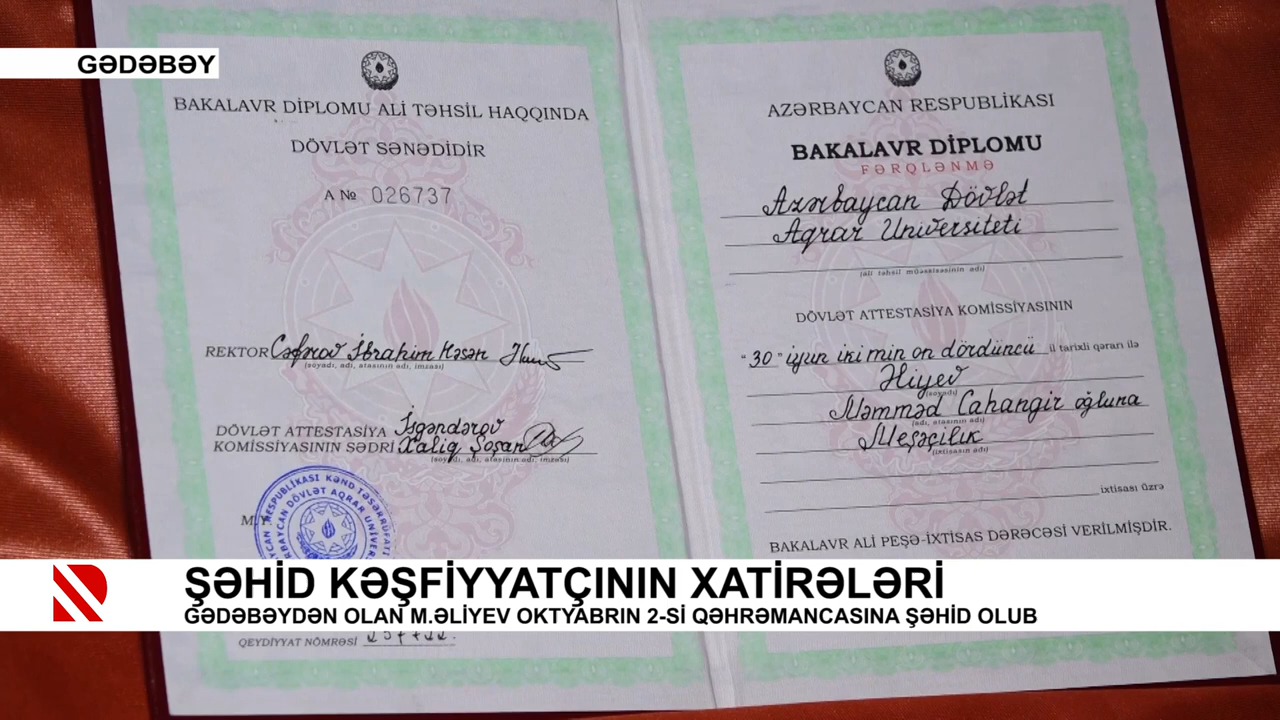 GƏDƏBƏY
BAKALAVR DİPLOMU ALİ TƏHSİL HAQQINDA
DÖVLƏT SƏNƏDİDİR
A № 026737
REKTOR Cəfərov İbrahim Həsən
(soyadı, adı, atasının adı, imzası)
DÖVLƏT ATTESTASİYA İsgəndərov
KOMİSSİYASININ SƏDRİ Xaliq Şoşan
(soyadı, adı, atasının adı, imzası)
M.Y.
QEYDİYYAT NÖMRƏSİ
AZƏRBAYCAN RESPUBLİKASI
BAKALAVR DİPLOMU
FƏRQLƏNMƏ
Azərbaycan Dövlət
Aqrar Universiteti
(ali təhsil müəssisəsinin adı)
DÖVLƏT ATTESTASİYA KOMİSSİYASININ
"30" iyun iki min on dördüncü il tarixli qərarı ilə
Əliyev
(soyadı)
Məmməd Cahangir oğluna
(adı, atasının adı)
Meşəçilik
(ixtisasın adı)
ixtisası üzrə
BAKALAVR ALİ PEŞƏ-İXTİSAS DƏRƏCƏSİ VERİLMİŞDİR.
ŞƏHİD KƏŞFİYYATÇININ XATİRƏLƏRİ
GƏDƏBƏYDƏN OLAN M.ƏLİYEV OKTYABRIN 2-Sİ QƏHRƏMANCASINA ŞƏHİD OLUB